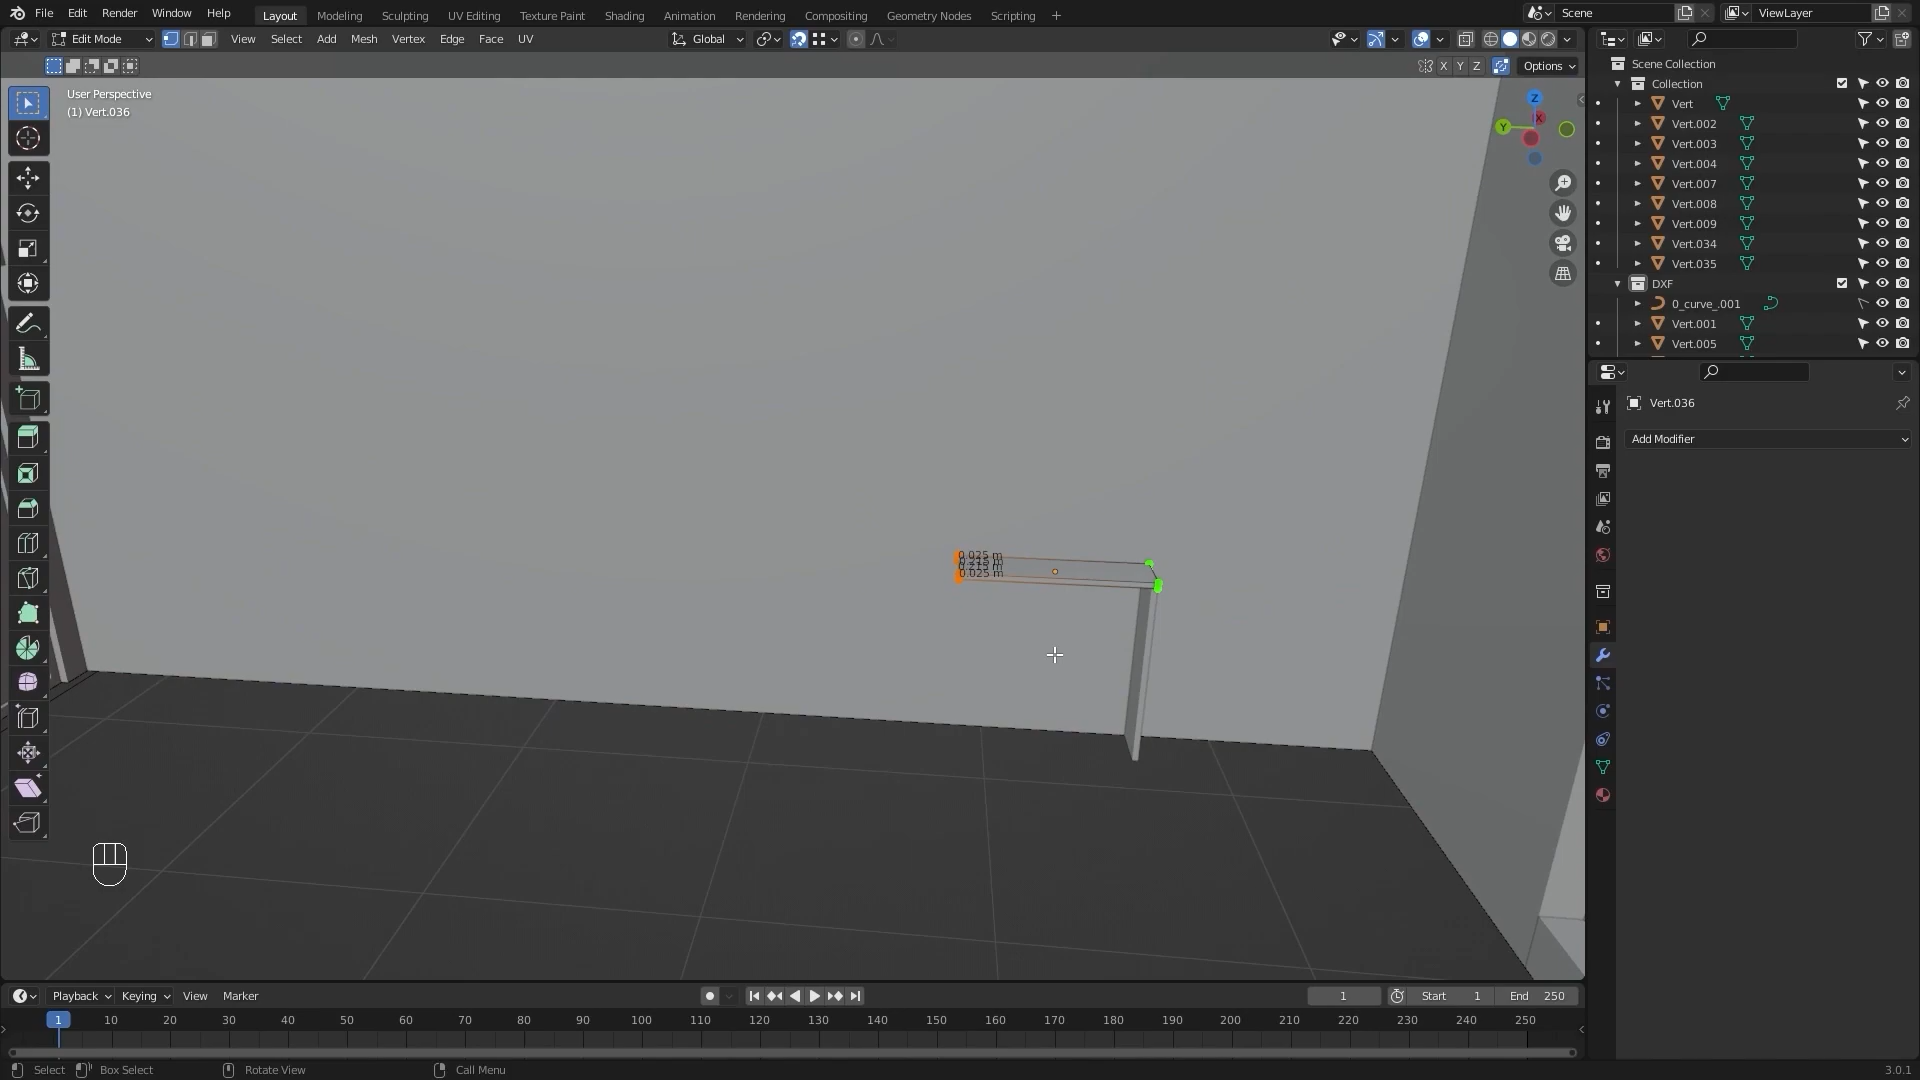 File Edit Render Window Help Layout Modeling Sculpting UV Editing Texture Paint Shading Animation Rendering Compositing Geometry Nodes Scripting + Scene ViewLayer
Edit Mode View Select Add Mesh Vertex Edge Face UV Global
X Y Z Options
User Perspective
(1) Vert.036
Z
X
Y
0.025 m
0.025 m
Scene Collection
Collection
Vert
Vert.002
Vert.003
Vert.004
Vert.007
Vert.008
Vert.009
Vert.034
Vert.035
DXF
0_curve_.001
Vert.001
Vert.005
Vert.036
Add Modifier
Playback Keying View Marker 1 Start 1 End 250
1 10 20 30 40 50 60 70 80 90 100 110 120 130 140 150 160 170 180 190 200 210 220 230 240 250
Select Box Select Rotate View Call Menu 3.0.1